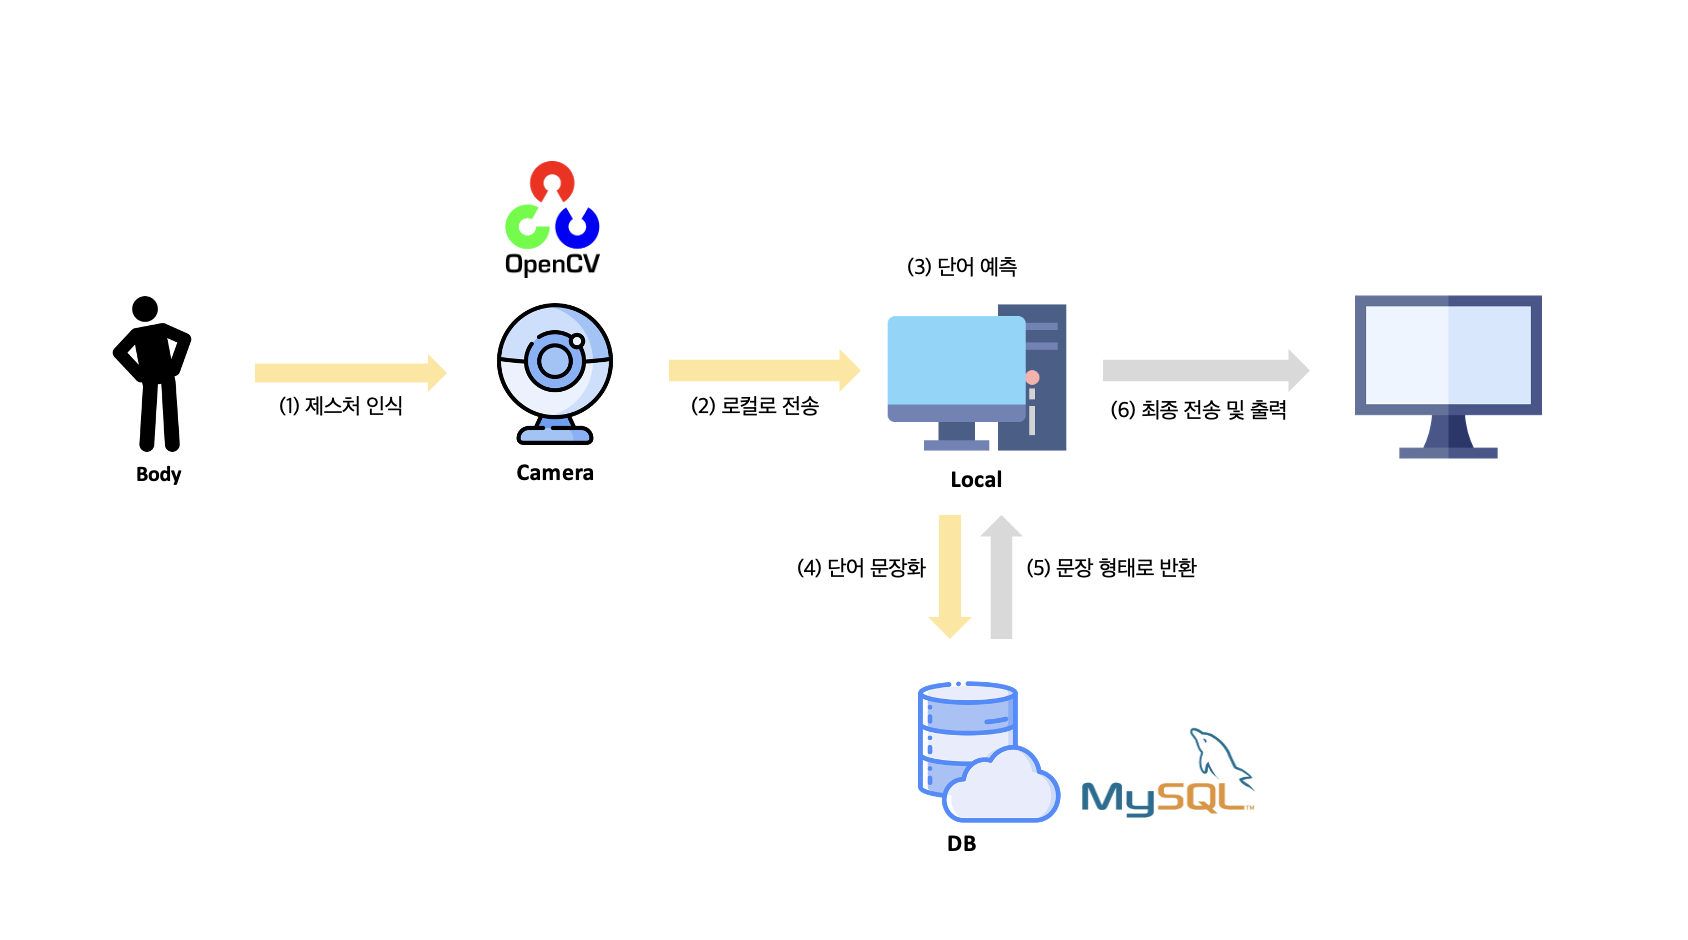 OpenCV
(3) 단어 예측
(1) 제스처 인식
(2) 로컬로 전송
(6) 최종 전송 및 출력
Body
Camera
Local
(4) 단어 문장화
(5) 문장 형태로 반환
MySQL™
DB